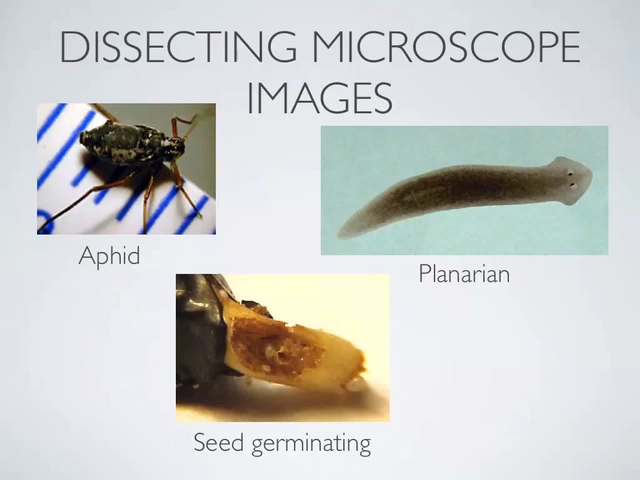 DISSECTING MICROSCOPE
IMAGES
Aphid
Planarian
Seed germinating